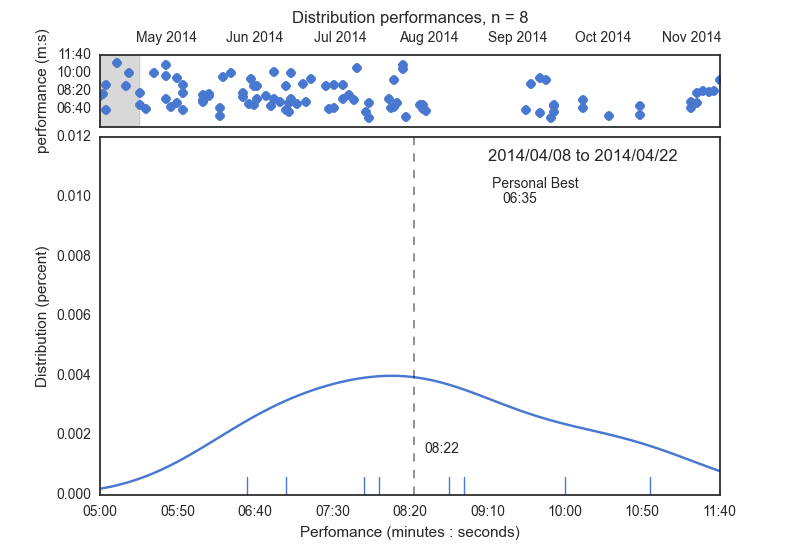 Distribution performances, n = 8
May 2014 Jun 2014 Jul 2014 Aug 2014 Sep 2014 Oct 2014 Nov 2014
performance (m:s)
11:40
10:00
08:20
06:40
Distribution (percent)
0.012
0.010
0.008
0.006
0.004
0.002
0.000
2014/04/08 to 2014/04/22
Personal Best
06:35
08:22
05:00 05:50 06:40 07:30 08:20 09:10 10:00 10:50 11:40
Perfomance (minutes : seconds)